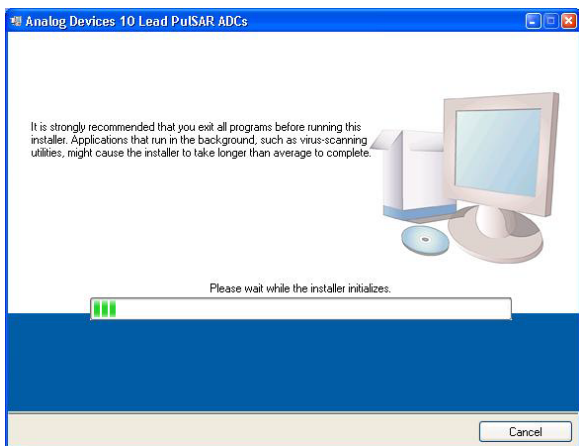 Analog Devices 10 Lead PulSAR ADCs
It is strongly recommended that you exit all programs before running this
installer. Applications that run in the background, such as virus-scanning
utilities, might cause the installer to take longer than average to complete.
Please wait while the installer initializes.
Cancel